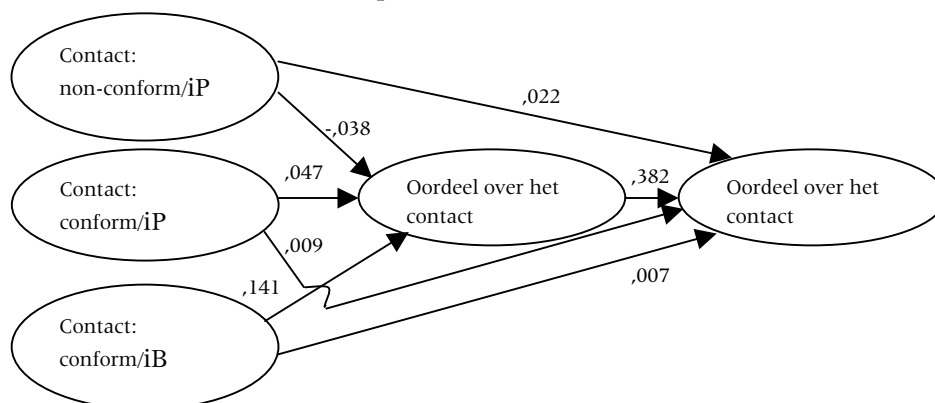 Contact:
non-conform/iP
,022
-,038
Contact:
conform/iP
,047
Oordeel over het
contact
,382
Oordeel over het
contact
,009
,141
,007
Contact:
conform/iB